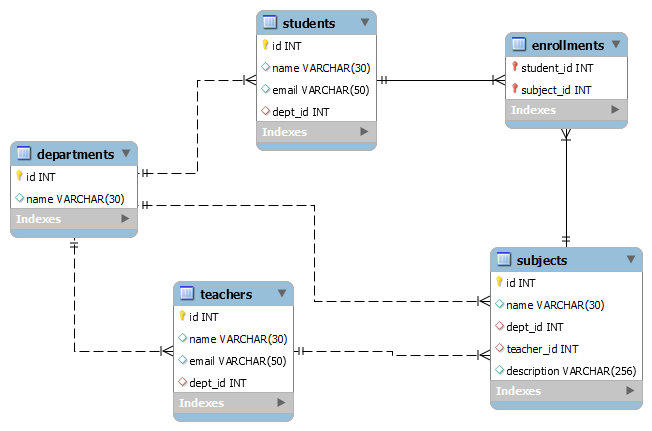 students
id INT
name VARCHAR(30)
email VARCHAR(50)
dept_id INT
Indexes
enrollments
student_id INT
subject_id INT
Indexes
departments
id INT
name VARCHAR(30)
Indexes
subjects
id INT
name VARCHAR(30)
dept_id INT
teacher_id INT
description VARCHAR(256)
Indexes
teachers
id INT
name VARCHAR(30)
email VARCHAR(50)
dept_id INT
Indexes